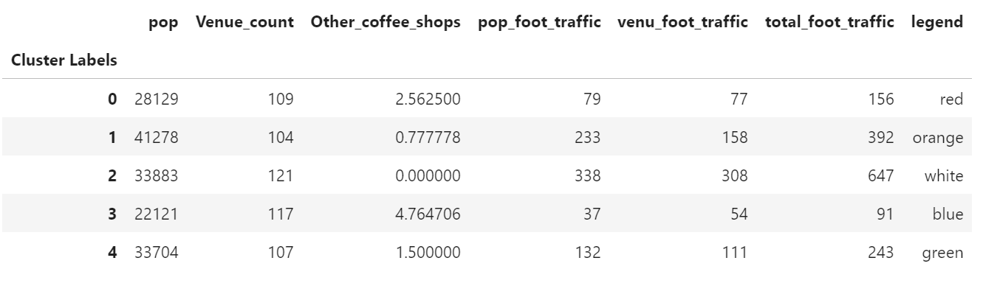 pop Venue_count Other_coffee_shops pop_foot_traffic venu_foot_traffic total_foot_traffic legend
Cluster Labels
0 28129 109 2.562500 79 77 156 red
1 41278 104 0.777778 233 158 392 orange
2 33883 121 0.000000 338 308 647 white
3 22121 117 4.764706 37 54 91 blue
4 33704 107 1.500000 132 111 243 green